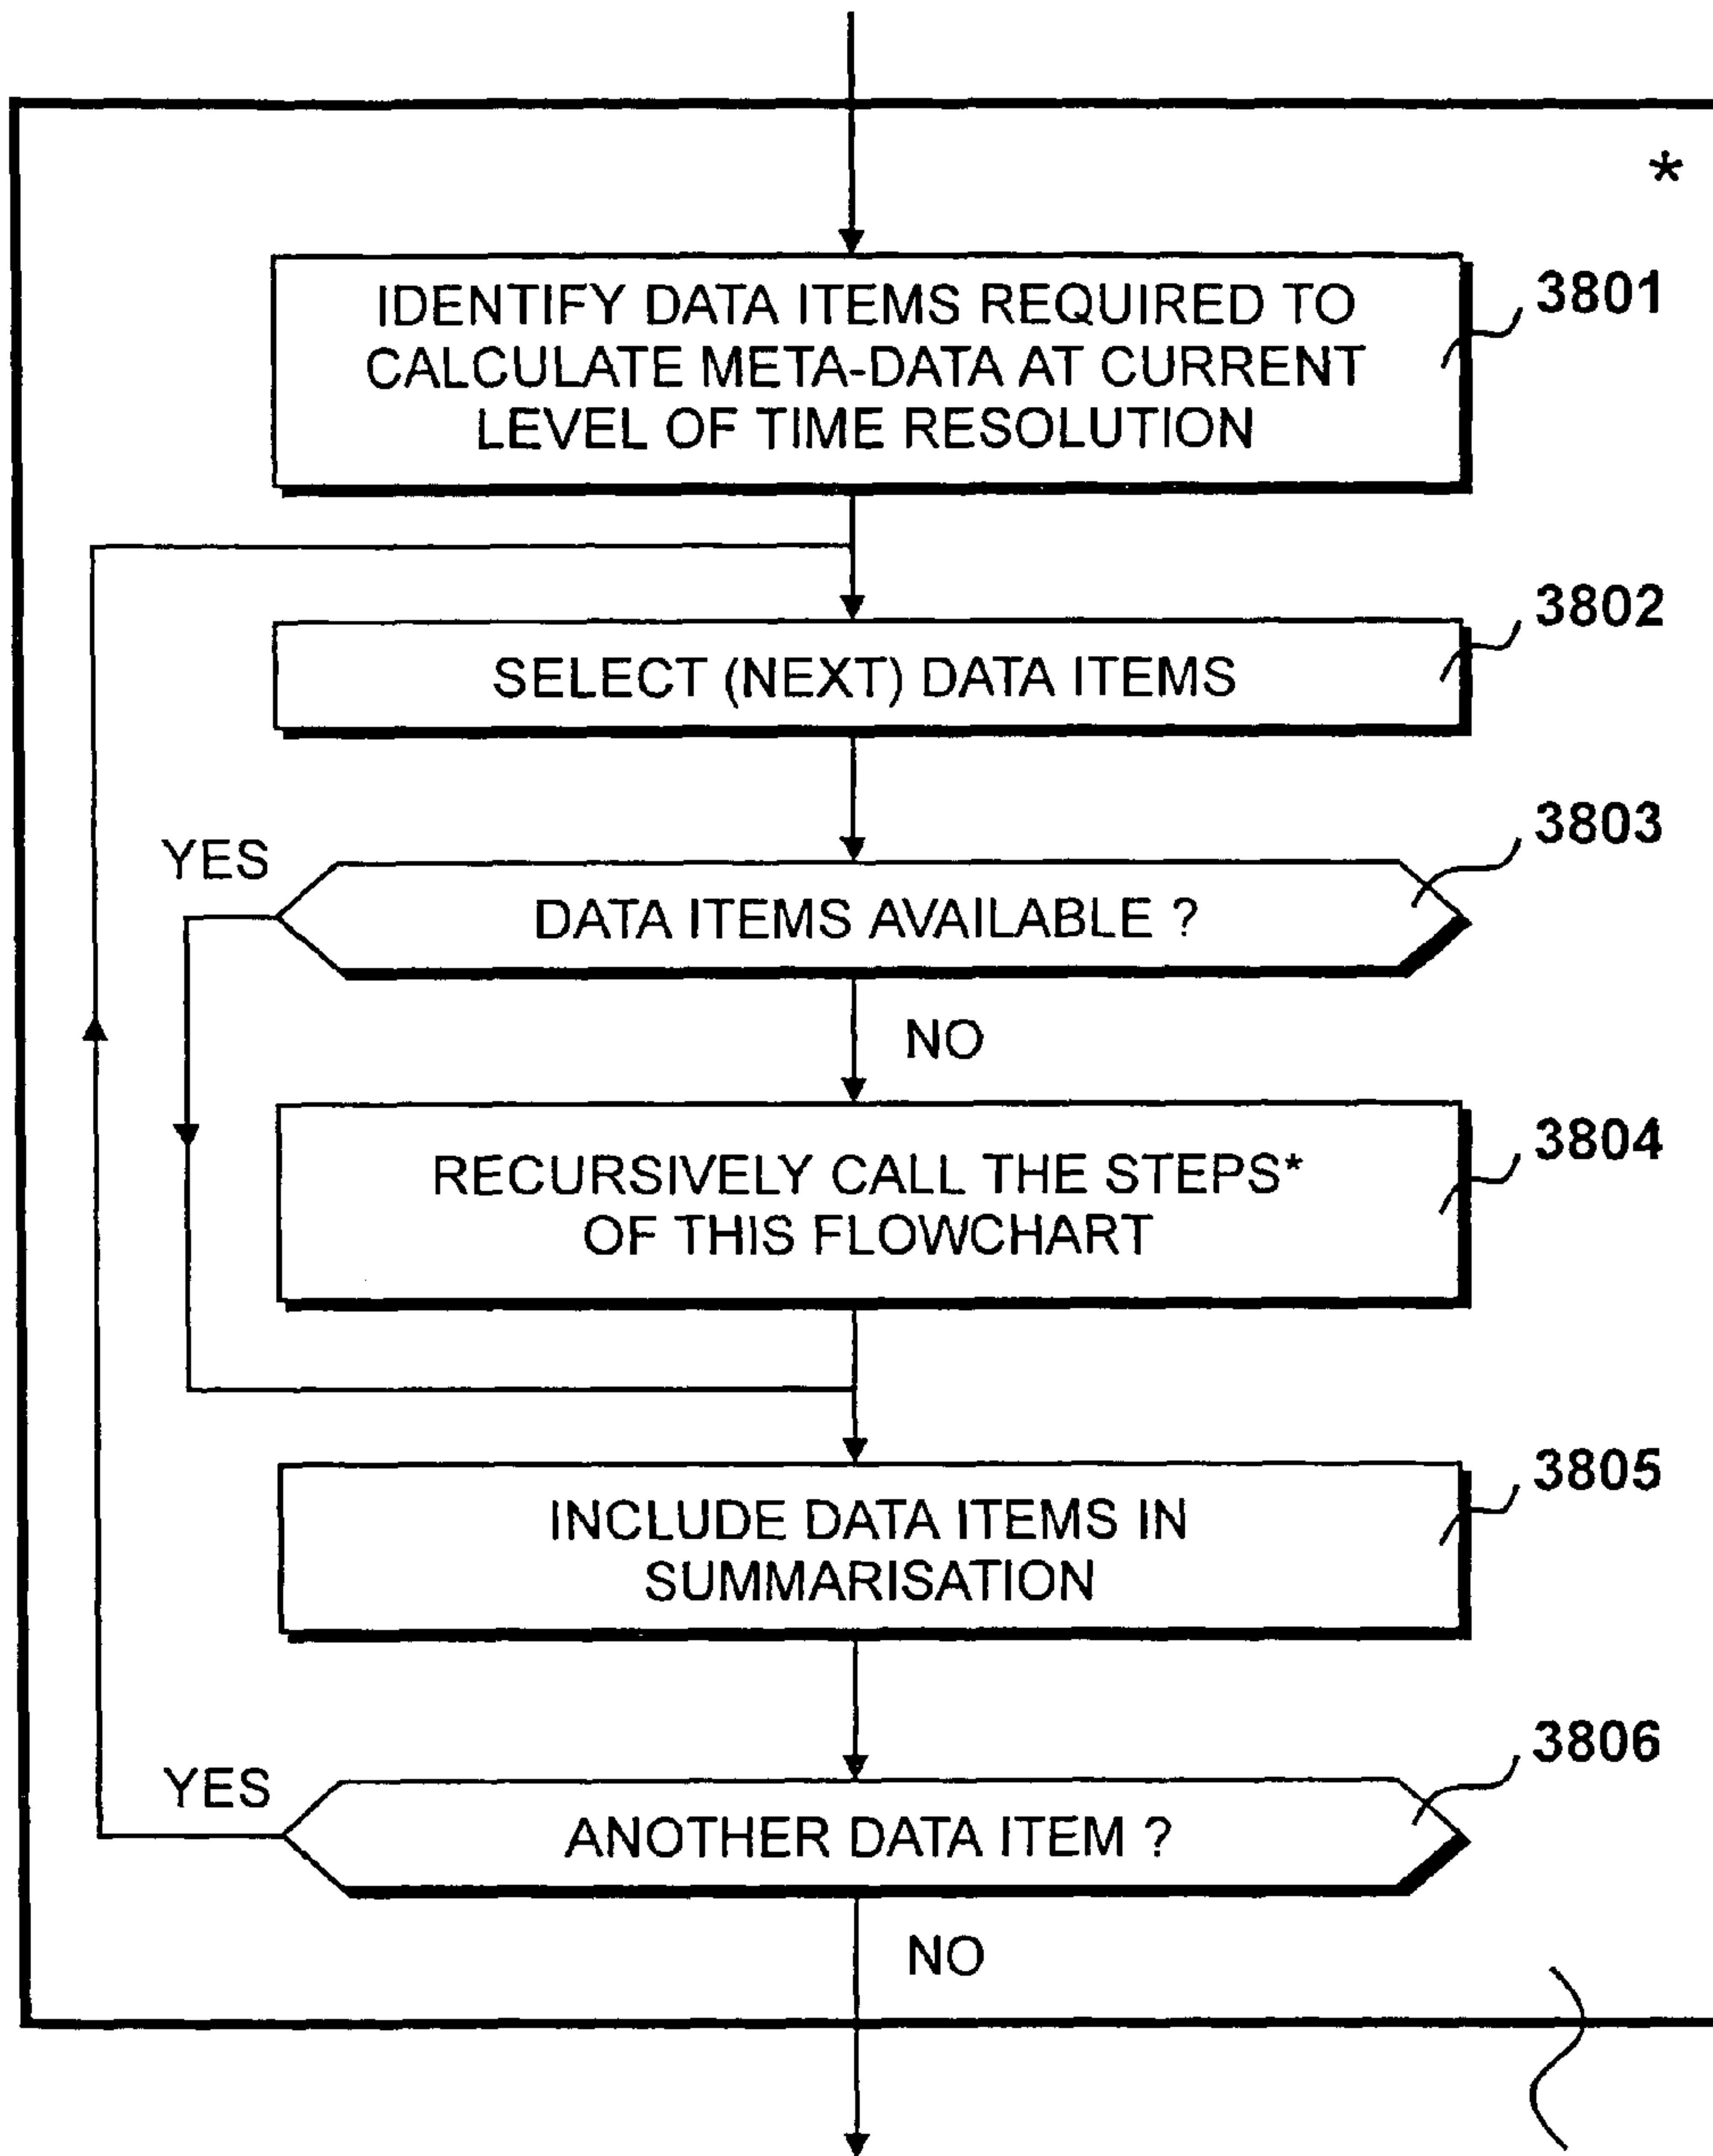 *
IDENTIFY DATA ITEMS REQUIRED TO
CALCULATE META-DATA AT CURRENT
LEVEL OF TIME RESOLUTION
3801
SELECT (NEXT) DATA ITEMS
3802
YES
DATA ITEMS AVAILABLE ?
3803
NO
RECURSIVELY CALL THE STEPS*
OF THIS FLOWCHART
3804
INCLUDE DATA ITEMS IN
SUMMARISATION
3805
YES
ANOTHER DATA ITEM ?
3806
NO